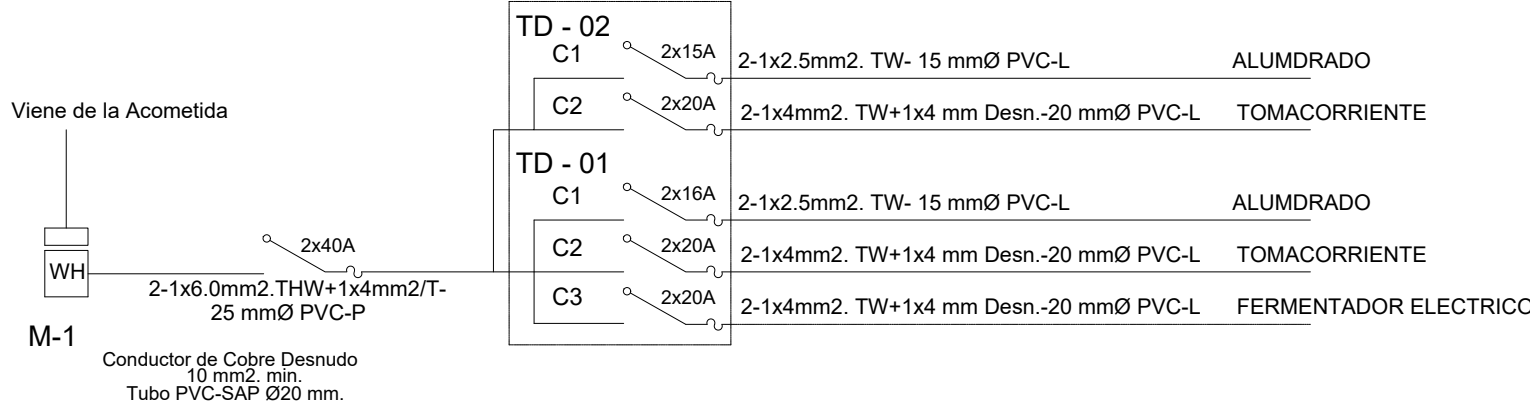 TD - 02
C1 2x15A 2-1x2.5mm2. TW- 15 mmØ PVC-L ALUMDRADO
C2 2x20A 2-1x4mm2. TW+1x4 mm Desn.-20 mmØ PVC-L TOMACORRIENTE
Viene de la Acometida
TD - 01
C1 2x16A 2-1x2.5mm2. TW- 15 mmØ PVC-L ALUMDRADO
C2 2x20A 2-1x4mm2. TW+1x4 mm Desn.-20 mmØ PVC-L TOMACORRIENTE
C3 2x20A 2-1x4mm2. TW+1x4 mm Desn.-20 mmØ PVC-L FERMENTADOR ELECTRICO
2x40A
WH
2-1x6.0mm2.THW+1x4mm2/T-
25 mmØ PVC-P
M-1
Conductor de Cobre Desnudo
10 mm2. min.
Tubo PVC-SAP Ø20 mm.